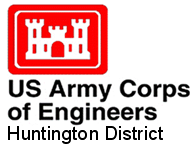 US Army Corps
of Engineers
Huntington District